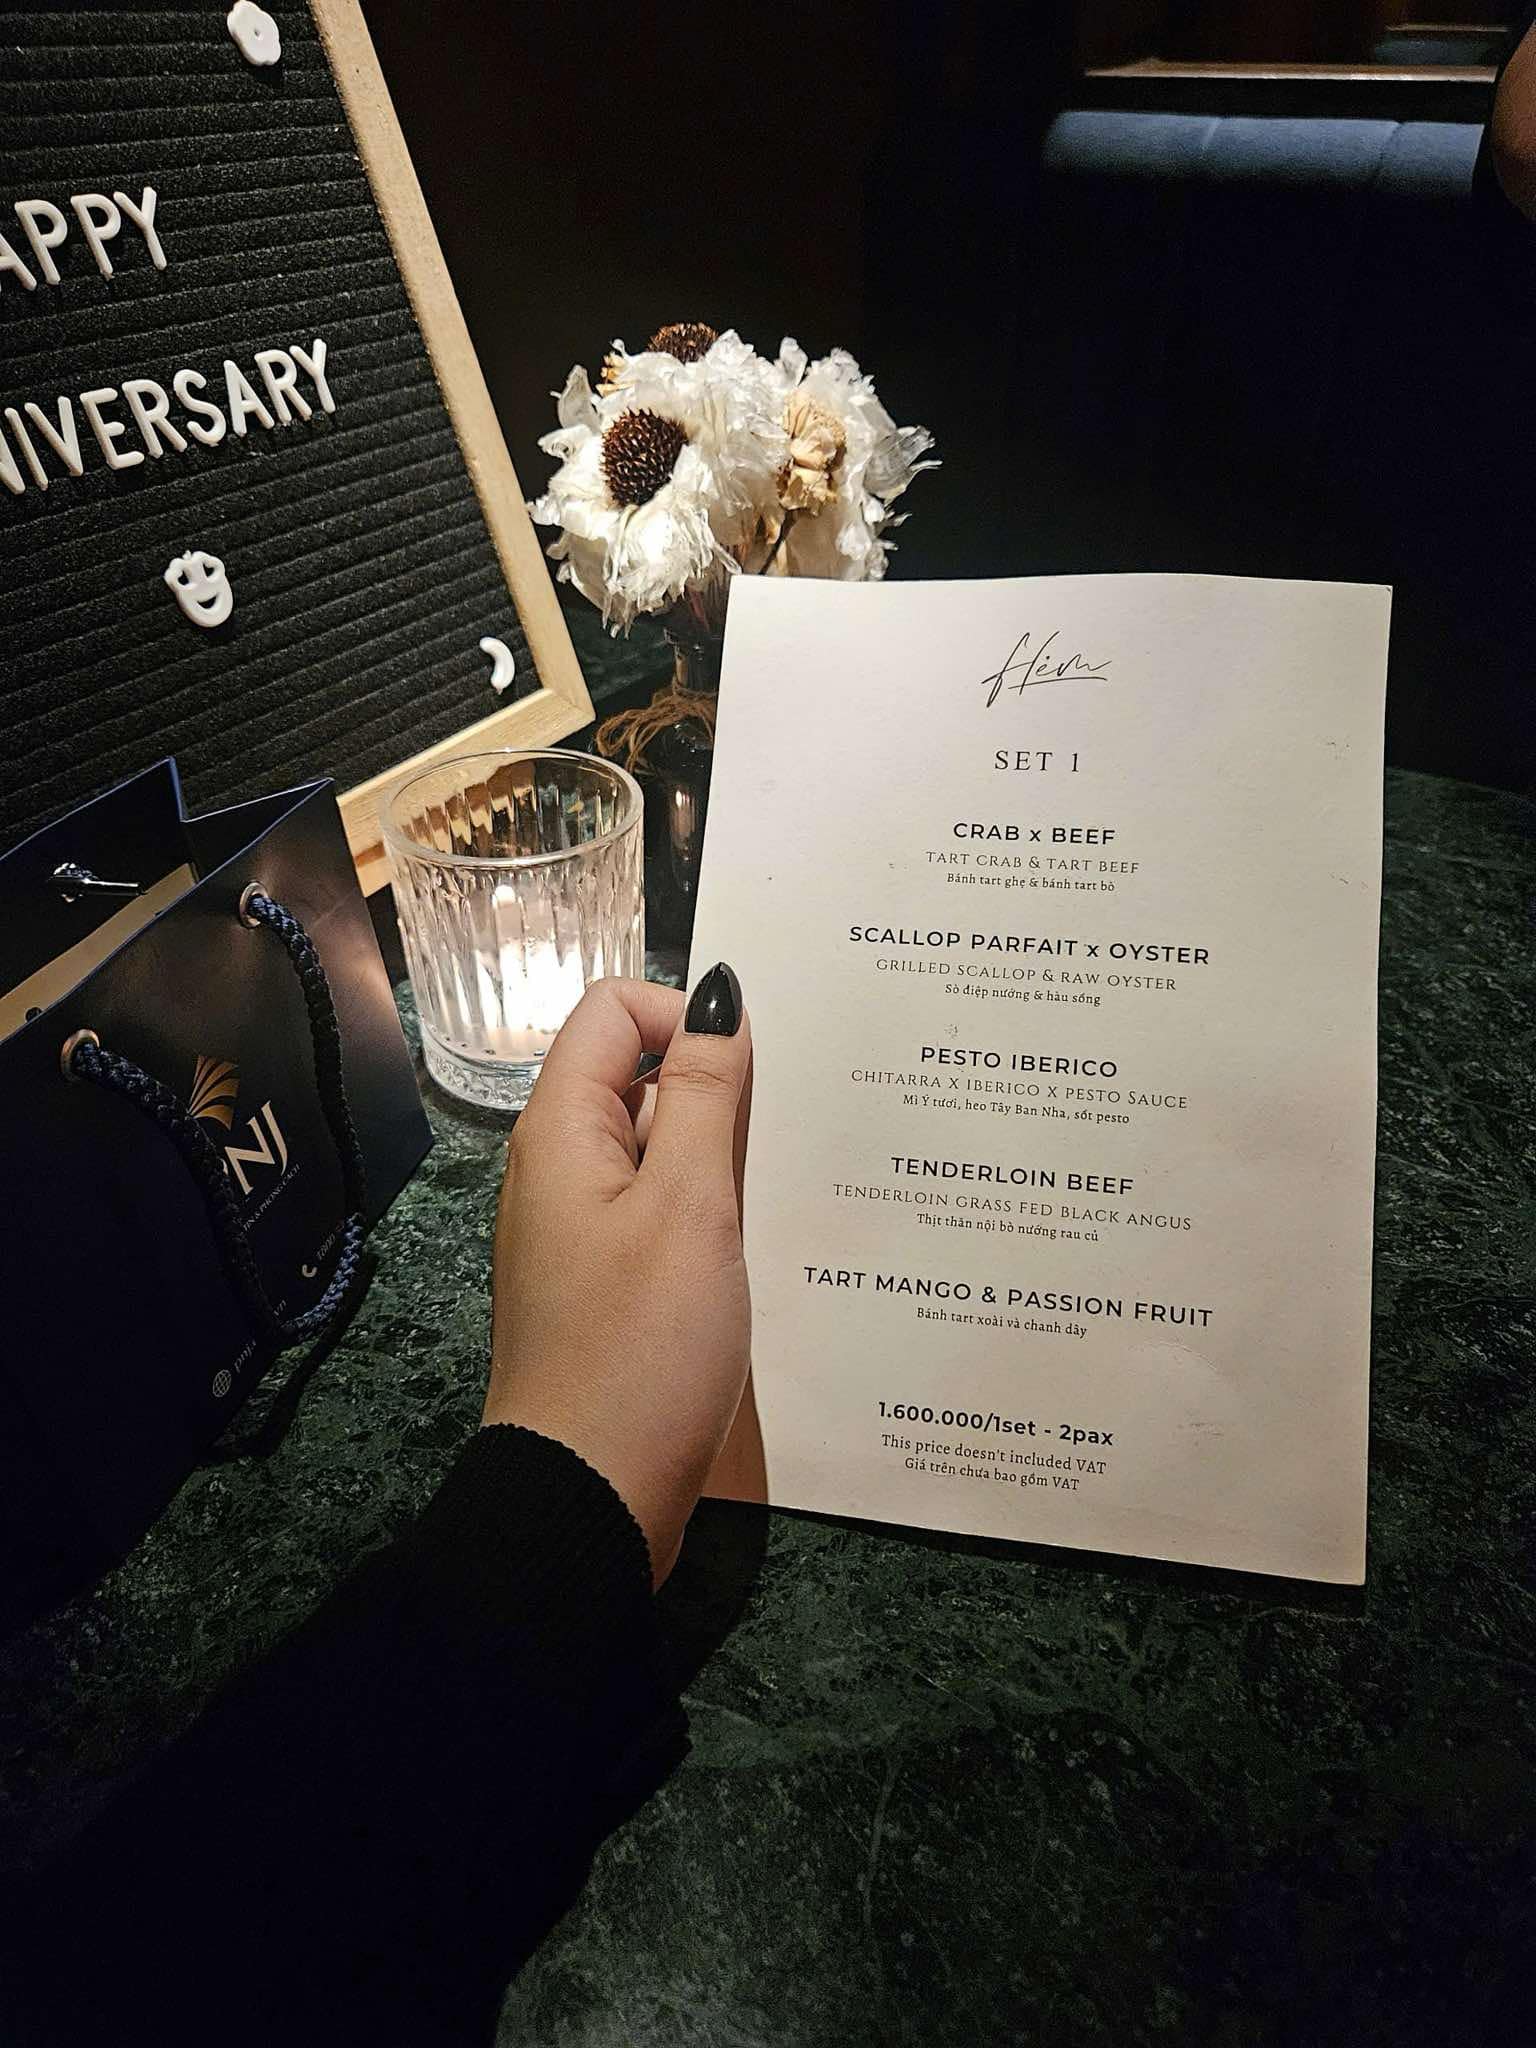 APPY
NIVERSARY
Hẻm
SET 1
CRAB x BEEF
TART CRAB & TART BEEF
Bánh tart ghẹ & bánh tart bò
SCALLOP PARFAIT x OYSTER
GRILLED SCALLOP & RAW OYSTER
Sò điệp nướng & hàu sống
PESTO IBERICO
CHITARRA X IBERICO X PESTO SAUCE
Mì Ý tươi, heo Tây Ban Nha, sốt pesto
TENDERLOIN BEEF
TENDERLOIN GRASS FED BLACK ANGUS
Thịt thăn nội bò nướng rau củ
TART MANGO & PASSION FRUIT
Bánh tart xoài và chanh dây
1.600.000/1set - 2pax
This price doesn't included VAT
Giá trên chưa bao gồm VAT
NJ